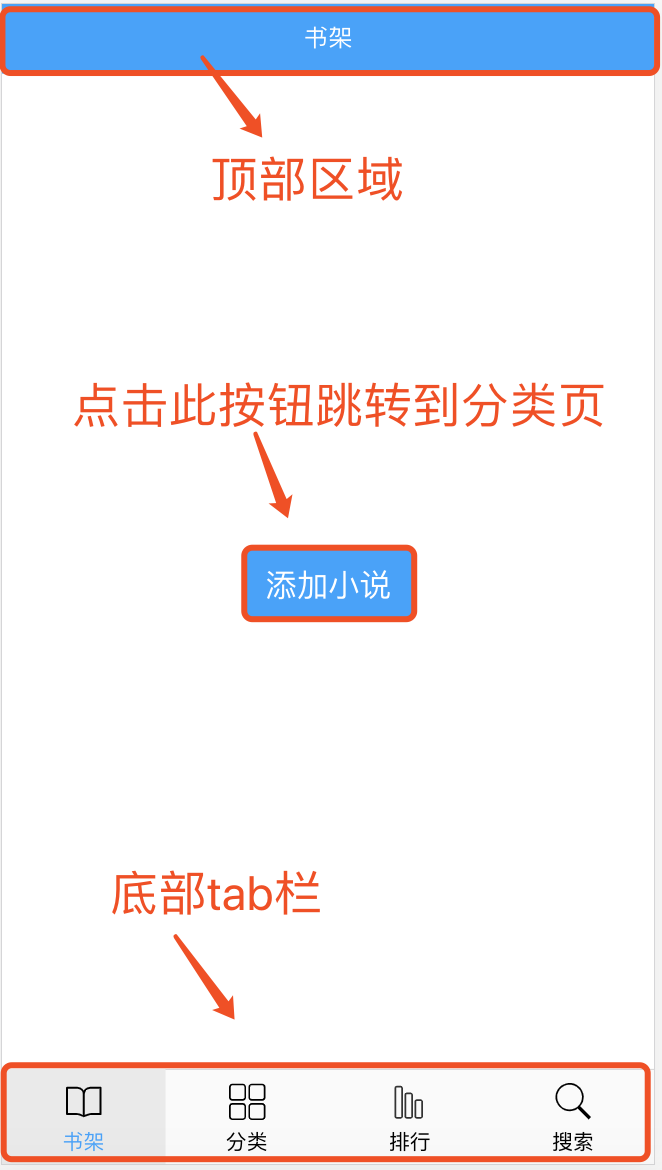 书架
顶部区域
点击此按钮跳转到分类页
添加小说
底部tab栏
书架 分类 排行 搜索